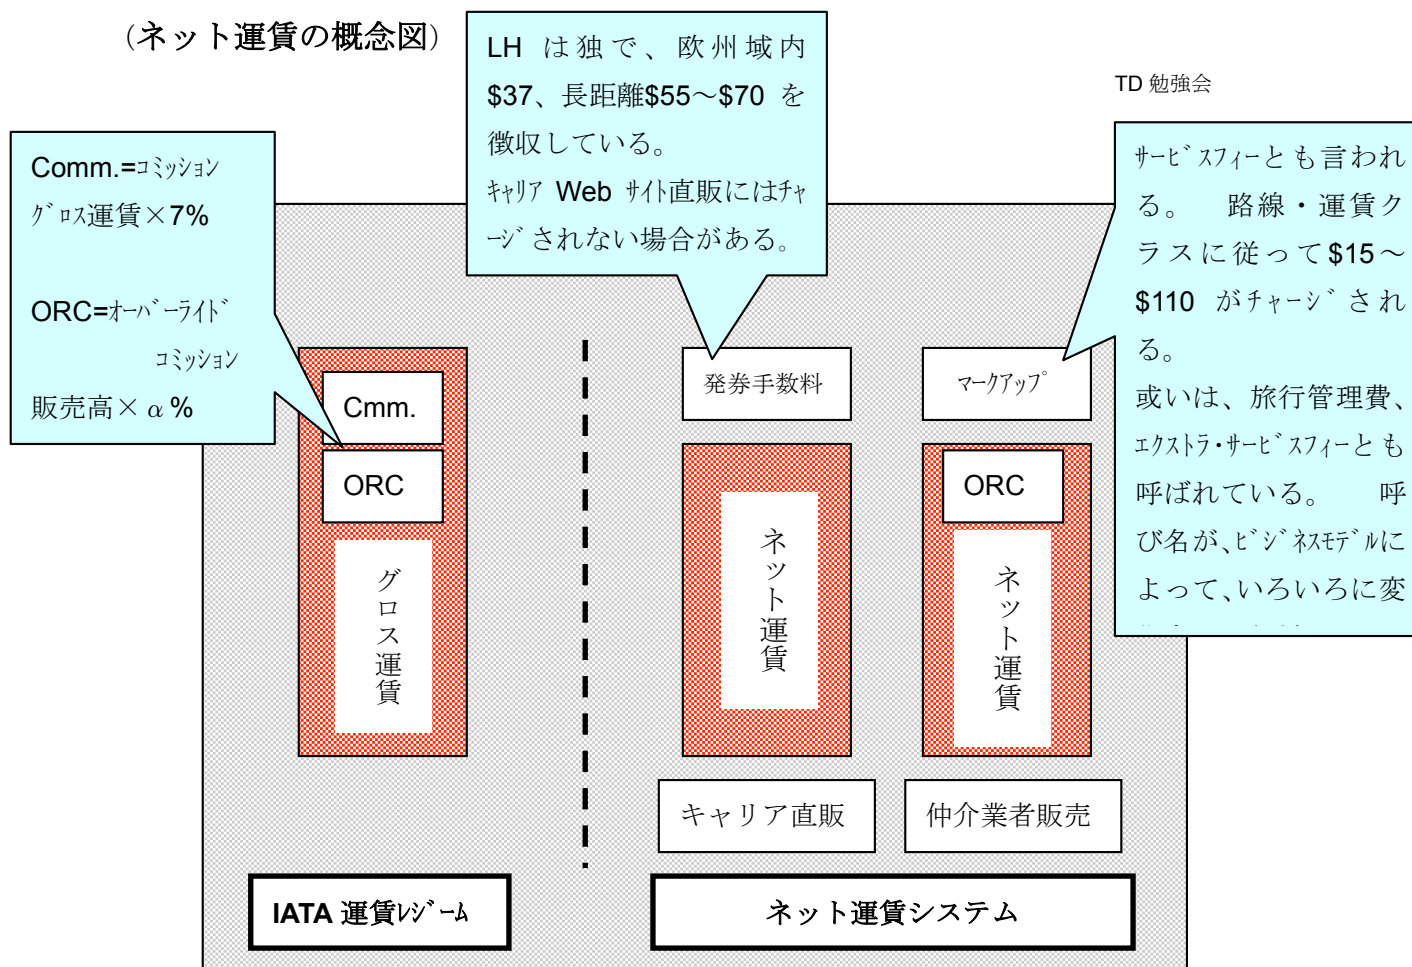 (ネット運賃の概念図)
TD 勉強会
LH は独で、欧州域内
$37、長距離$55～$70 を
徴収している。
ｷｬﾘｱ Web ｻｲﾄ直販にはﾁｬ
ｰｼﾞされない場合がある。
Comm.=ｺﾐｯｼｮﾝ
ｸﾞﾛｽ運賃×7%
ORC=ｵｰﾊﾞｰﾗｲﾄﾞ
ｺﾐｯｼｮﾝ
販売高×α%
ｻｰﾋﾞｽﾌｨｰとも言われ
る。 路線・運賃ク
ラスに従って$15～
$110 がﾁｬｰｼﾞされ
る。
或いは、旅行管理費、
ｴｸｽﾄﾗ･ｻｰﾋﾞｽﾌｨｰとも
呼ばれている。 呼
び名が、ﾋﾞｼﾞﾈｽﾓﾃﾞﾙに
よって、いろいろに変
Cmm.
ORC
グロス運賃
発券手数料
ネット運賃
ﾏｰｸｱｯﾌﾟ
ORC
ネット運賃
キャリア直販
仲介業者販売
IATA 運賃ﾚｼﾞｰﾑ
ネット運賃システム